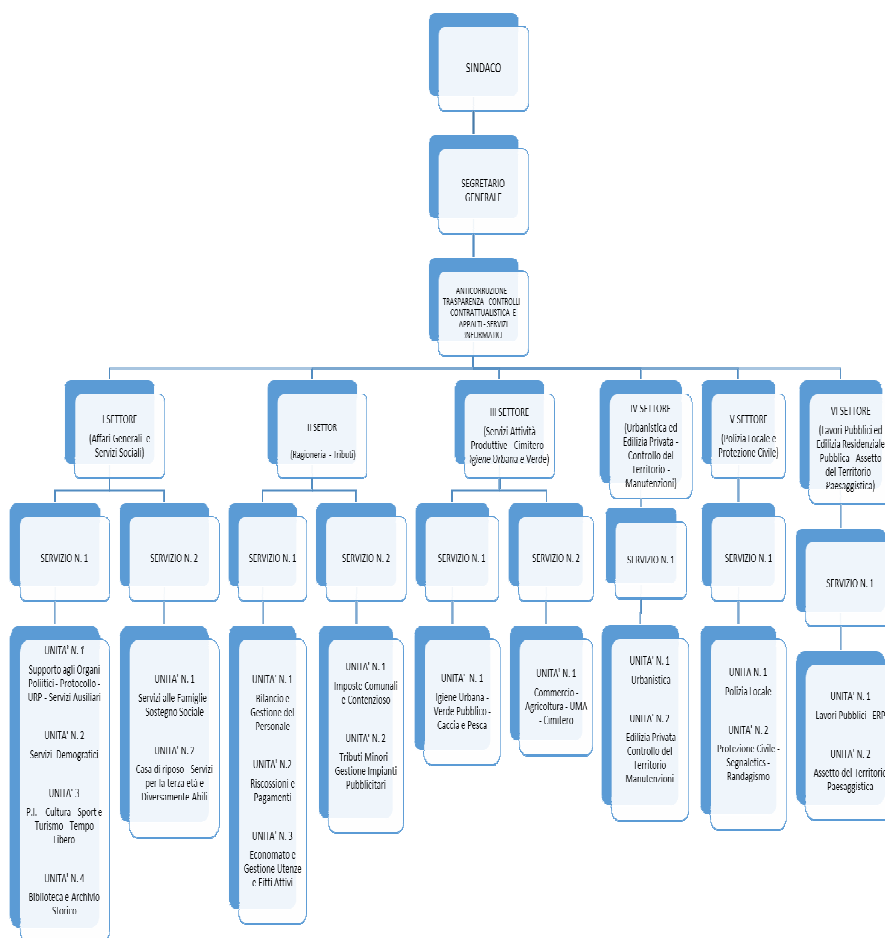 SINDACO
SEGRETARIO
GENERALE
ANTICORRUZIONE
TRASPARENZA CONTROLLI
CONTRATTUALISTICA E
APPALTI - SERVIZI
INFORMATICI
I SETTORE
(Affari Generali e
Servizi Sociali)
II SETTOR
(Ragioneria - Tributi)
III SETTORE
(Servizi Attività
Produttive Cimitero
Igiene Urbana e Verde)
IV SETTORE
(Urbanistica ed
Edilizia Privata -
Controllo del
Territorio -
Manutenzioni)
V SETTORE
(Polizia Locale e
Protezione Civile)
VI SETTORE
(Lavori Pubblici ed
Edilizia Residenziale
Pubblica Assetto
del Territorio
Paesaggistica)
SERVIZIO N. 1
SERVIZIO N. 2
SERVIZIO N. 1
SERVIZIO N. 2
SERVIZIO N. 1
SERVIZIO N. 2
SERVIZIO N. 1
SERVIZIO N. 1
SERVIZIO N. 1
UNITA' N. 1
Supporto agli Organi
Poliitici - Protocollo -
URP - Servizi Ausiliari
UNITA' N. 2
Servizi Demografici
UNITA' 3
P.I. Cultura Sport e
Turismo Tempo
Libero
UNITA' N. 4
Biblioteca e Archivio
Storico
UNITA' N. 1
Servizi alle Famiglie
Sostegno Sociale
UNITA' N. 2
Casa di riposo - Servizi
per la terza età e
Diversamente Abili
UNITA' N. 1
Bilancio e
Gestione del
Personale
UNITA' N.2
Riscossioni e
Pagamenti
UNITA' N. 3
Economato e
Gestione Utenze
e Fitti Attivi
UNITA' N. 1
Imposte Comunali
e Contenzioso
UNITA' N. 2
Tributi Minori
Gestione Impianti
Pubblicitari
UNITA' N. 1
Igiene Urbana -
Verde Pubblico -
Caccia e Pesca
UNITA' N. 1
Commercio -
Agricoltura - UMA
- Cimitero
UNITA' N. 1
Urbanistica
UNITA' N. 2
Edilizia Privata
Controllo del
Territorio
Manutenzioni
UNITA N. 1
Polizia Locale
UNITA' N. 2
Protezione Civile -
Segnaletics -
Randagismo
UNITA' N. 1
Lavori Pubblici ERP
UNITA' N. 2
Assetto del Territorio
Paesaggistica